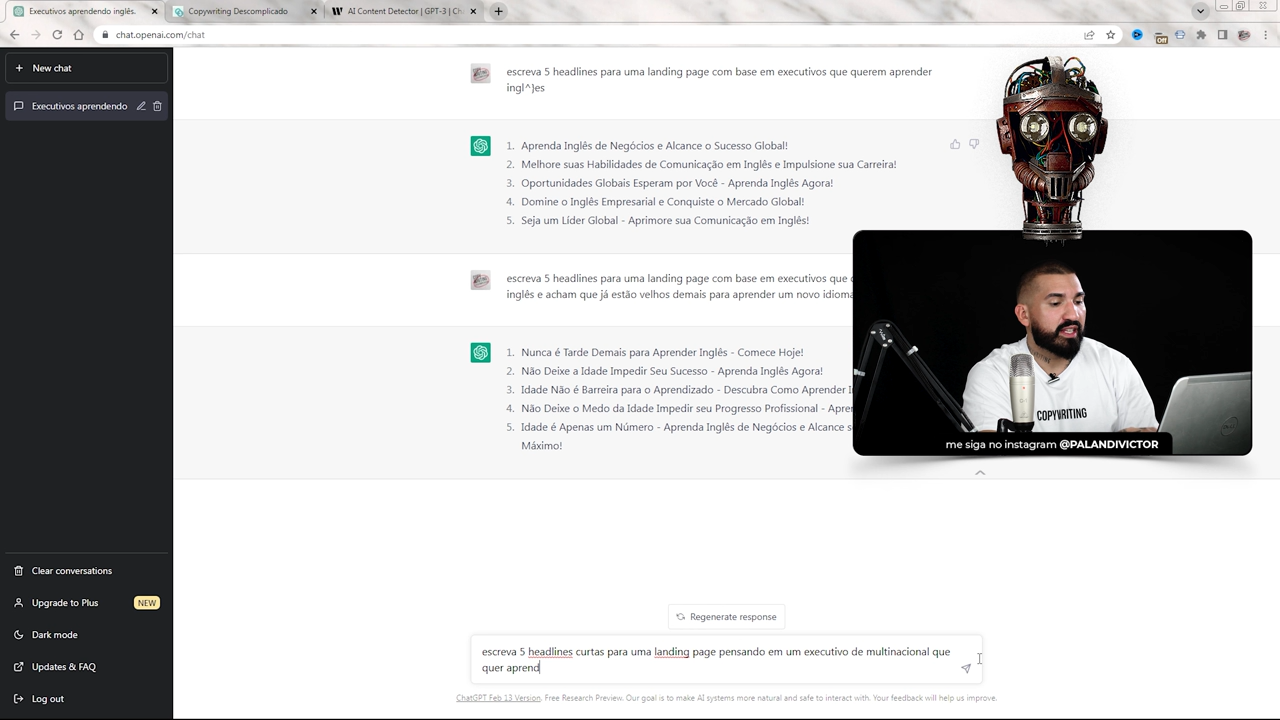 Executivos aprendendo inglês.
Copywriting Descomplicado
AI Content Detector | GPT-3 | Ch
chat.openai.com/chat
Off
New chat
Executivos aprendendo
escreva 5 headlines para uma landing page com base em executivos que querem aprender
ingl^}es
1. Aprenda Inglês de Negócios e Alcance o Sucesso Global!
2. Melhore suas Habilidades de Comunicação em Inglês e Impulsione sua Carreira!
3. Oportunidades Globais Esperam por Você - Aprenda Inglês Agora!
4. Domine o Inglês Empresarial e Conquiste o Mercado Global!
5. Seja um Líder Global - Aprimore sua Comunicação em Inglês!
escreva 5 headlines para uma landing page com base em executivos que
inglês e acham que já estão velhos demais para aprender um novo idioma
1. Nunca é Tarde Demais para Aprender Inglês - Comece Hoje!
2. Não Deixe a Idade Impedir Seu Sucesso - Aprenda Inglês Agora!
3. Idade Não é Barreira para o Aprendizado - Descubra Como Aprender
4. Não Deixe o Medo da Idade Impedir seu Progresso Profissional -
5. Idade é Apenas um Número - Aprenda Inglês de Negócios e Alcance
Máximo!
COPYWRITING
me siga no instagram @PALANDIVICTOR
Clear conversations
Upgrade to Plus NEW
Dark mode
Updates & FAQ
Log out
Regenerate response
escreva 5 headlines curtas para uma landing page pensando em um executivo de multinacional que
quer aprend
ChatGPT Feb 13 Version. Free Research Preview. Our goal is to make AI systems more natural and safe to interact with. Your feedback will help us improve.